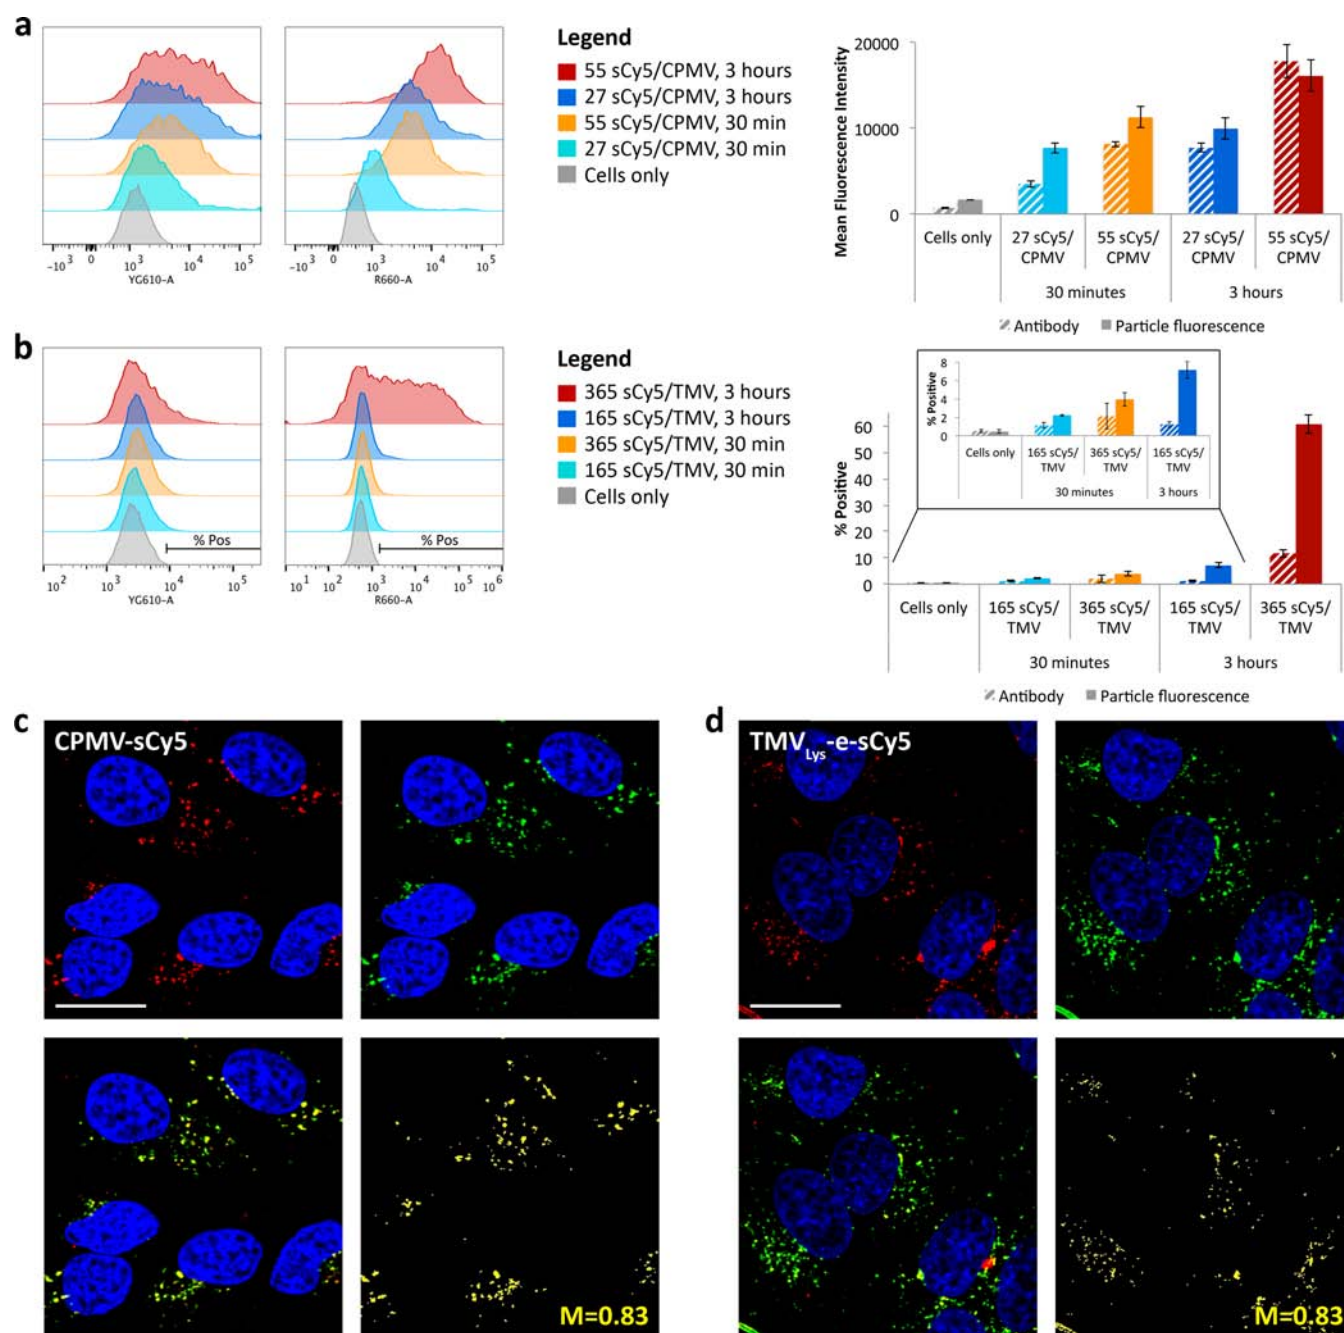 a
-10³ 0 10³ 10⁴ 10⁵
YG610-A
-10³ 0 10³ 10⁴ 10⁵
R660-A
Legend
55 sCy5/CPMV, 3 hours
27 sCy5/CPMV, 3 hours
55 sCy5/CPMV, 30 min
27 sCy5/CPMV, 30 min
Cells only
Mean Fluorescence Intensity
20000
10000
0
Cells only
27 sCy5/
CPMV
55 sCy5/
CPMV
27 sCy5/
CPMV
55 sCy5/
CPMV
30 minutes
3 hours
Antibody
Particle fluorescence
b
% Pos
10² 10³ 10⁴ 10⁵
YG610-A
% Pos
10¹ 10² 10³ 10⁴ 10⁵ 10⁶
R660-A
Legend
365 sCy5/TMV, 3 hours
165 sCy5/TMV, 3 hours
365 sCy5/TMV, 30 min
165 sCy5/TMV, 30 min
Cells only
% Positive
8
6
4
2
0
Cells only
165 sCy5/
TMV
365 sCy5/
TMV
165 sCy5/
TMV
30 minutes
3 hours
% Positive
60
50
40
30
20
10
0
Cells only
165 sCy5/
TMV
365 sCy5/
TMV
165 sCy5/
TMV
365 sCy5/
TMV
30 minutes
3 hours
Antibody
Particle fluorescence
c
CPMV-sCy5
M=0.83
d
TMV_Lys-e-sCy5
M=0.83